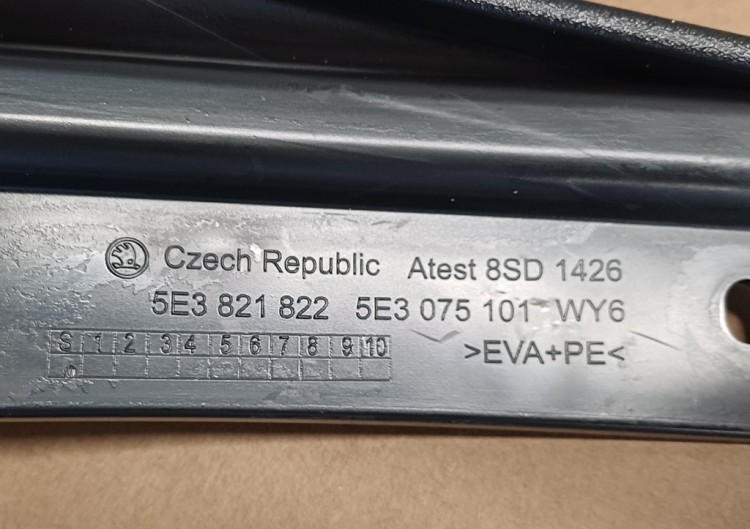 Czech Republic Atest 8SD 1426
5E3 821 822 5E3 075 101 WY6
S 1 2 3 4 5 6 7 8 9 10
>EVA+PE<